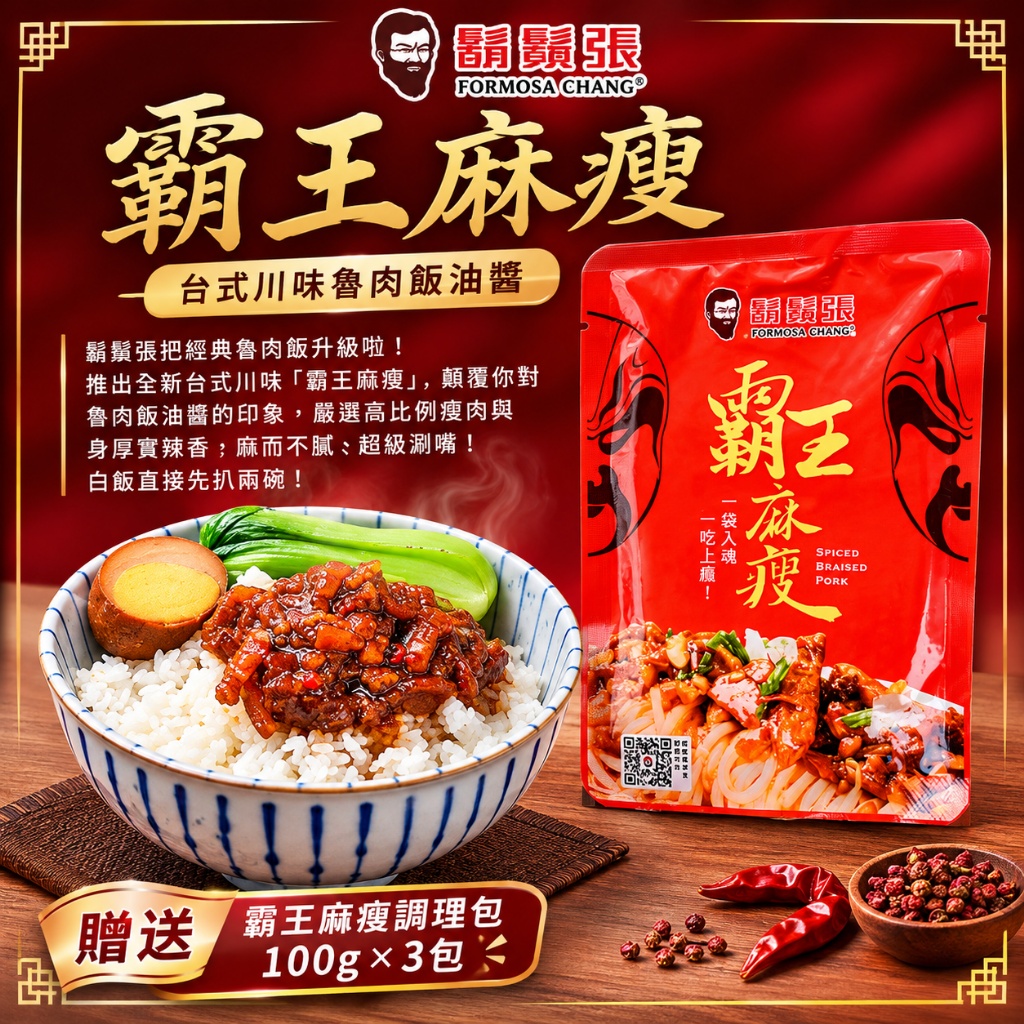 鬍鬚張
FORMOSA CHANG®
霸王麻瘦
台式川味魯肉飯油醬
鬍鬚張把經典魯肉飯升級啦！
推出全新台式川味「霸王麻瘦」，顛覆你對
魯肉飯油醬的印象，嚴選高比例瘦肉與
身厚實辣香；麻而不膩、超級涮嘴！
白飯直接先扒兩碗！
鬍鬚張
FORMOSA CHANG®
霸王
麻瘦
一袋入魂
一吃上癮！
SPICED
BRAISED
PORK
贈送
霸王麻瘦調理包
100g×3包